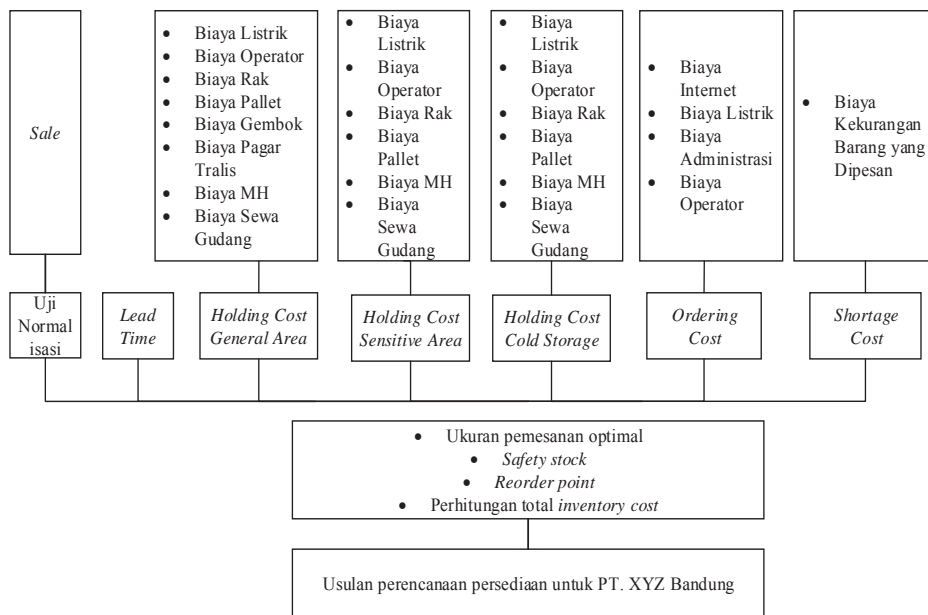 Sale
• Biaya Listrik
• Biaya Operator
• Biaya Rak
• Biaya Pallet
• Biaya Gembok
• Biaya Pagar
Tralis
• Biaya MH
• Biaya Sewa
Gudang
• Biaya
Listrik
• Biaya
Operator
• Biaya Rak
• Biaya
Pallet
• Biaya MH
• Biaya
Sewa
Gudang
• Biaya
Listrik
• Biaya
Operator
• Biaya Rak
• Biaya
Pallet
• Biaya MH
• Biaya
Sewa
Gudang
• Biaya
Internet
• Biaya Listrik
• Biaya
Administrasi
• Biaya
Operator
• Biaya
Kekurangan
Barang yang
Dipesan
Uji
Normal
isasi
Lead
Time
Holding Cost
General Area
Holding Cost
Sensitive Area
Holding Cost
Cold Storage
Ordering
Cost
Shortage
Cost
• Ukuran pemesanan optimal
• Safety stock
• Reorder point
• Perhitungan total inventory cost
Usulan perencanaan persediaan untuk PT. XYZ Bandung